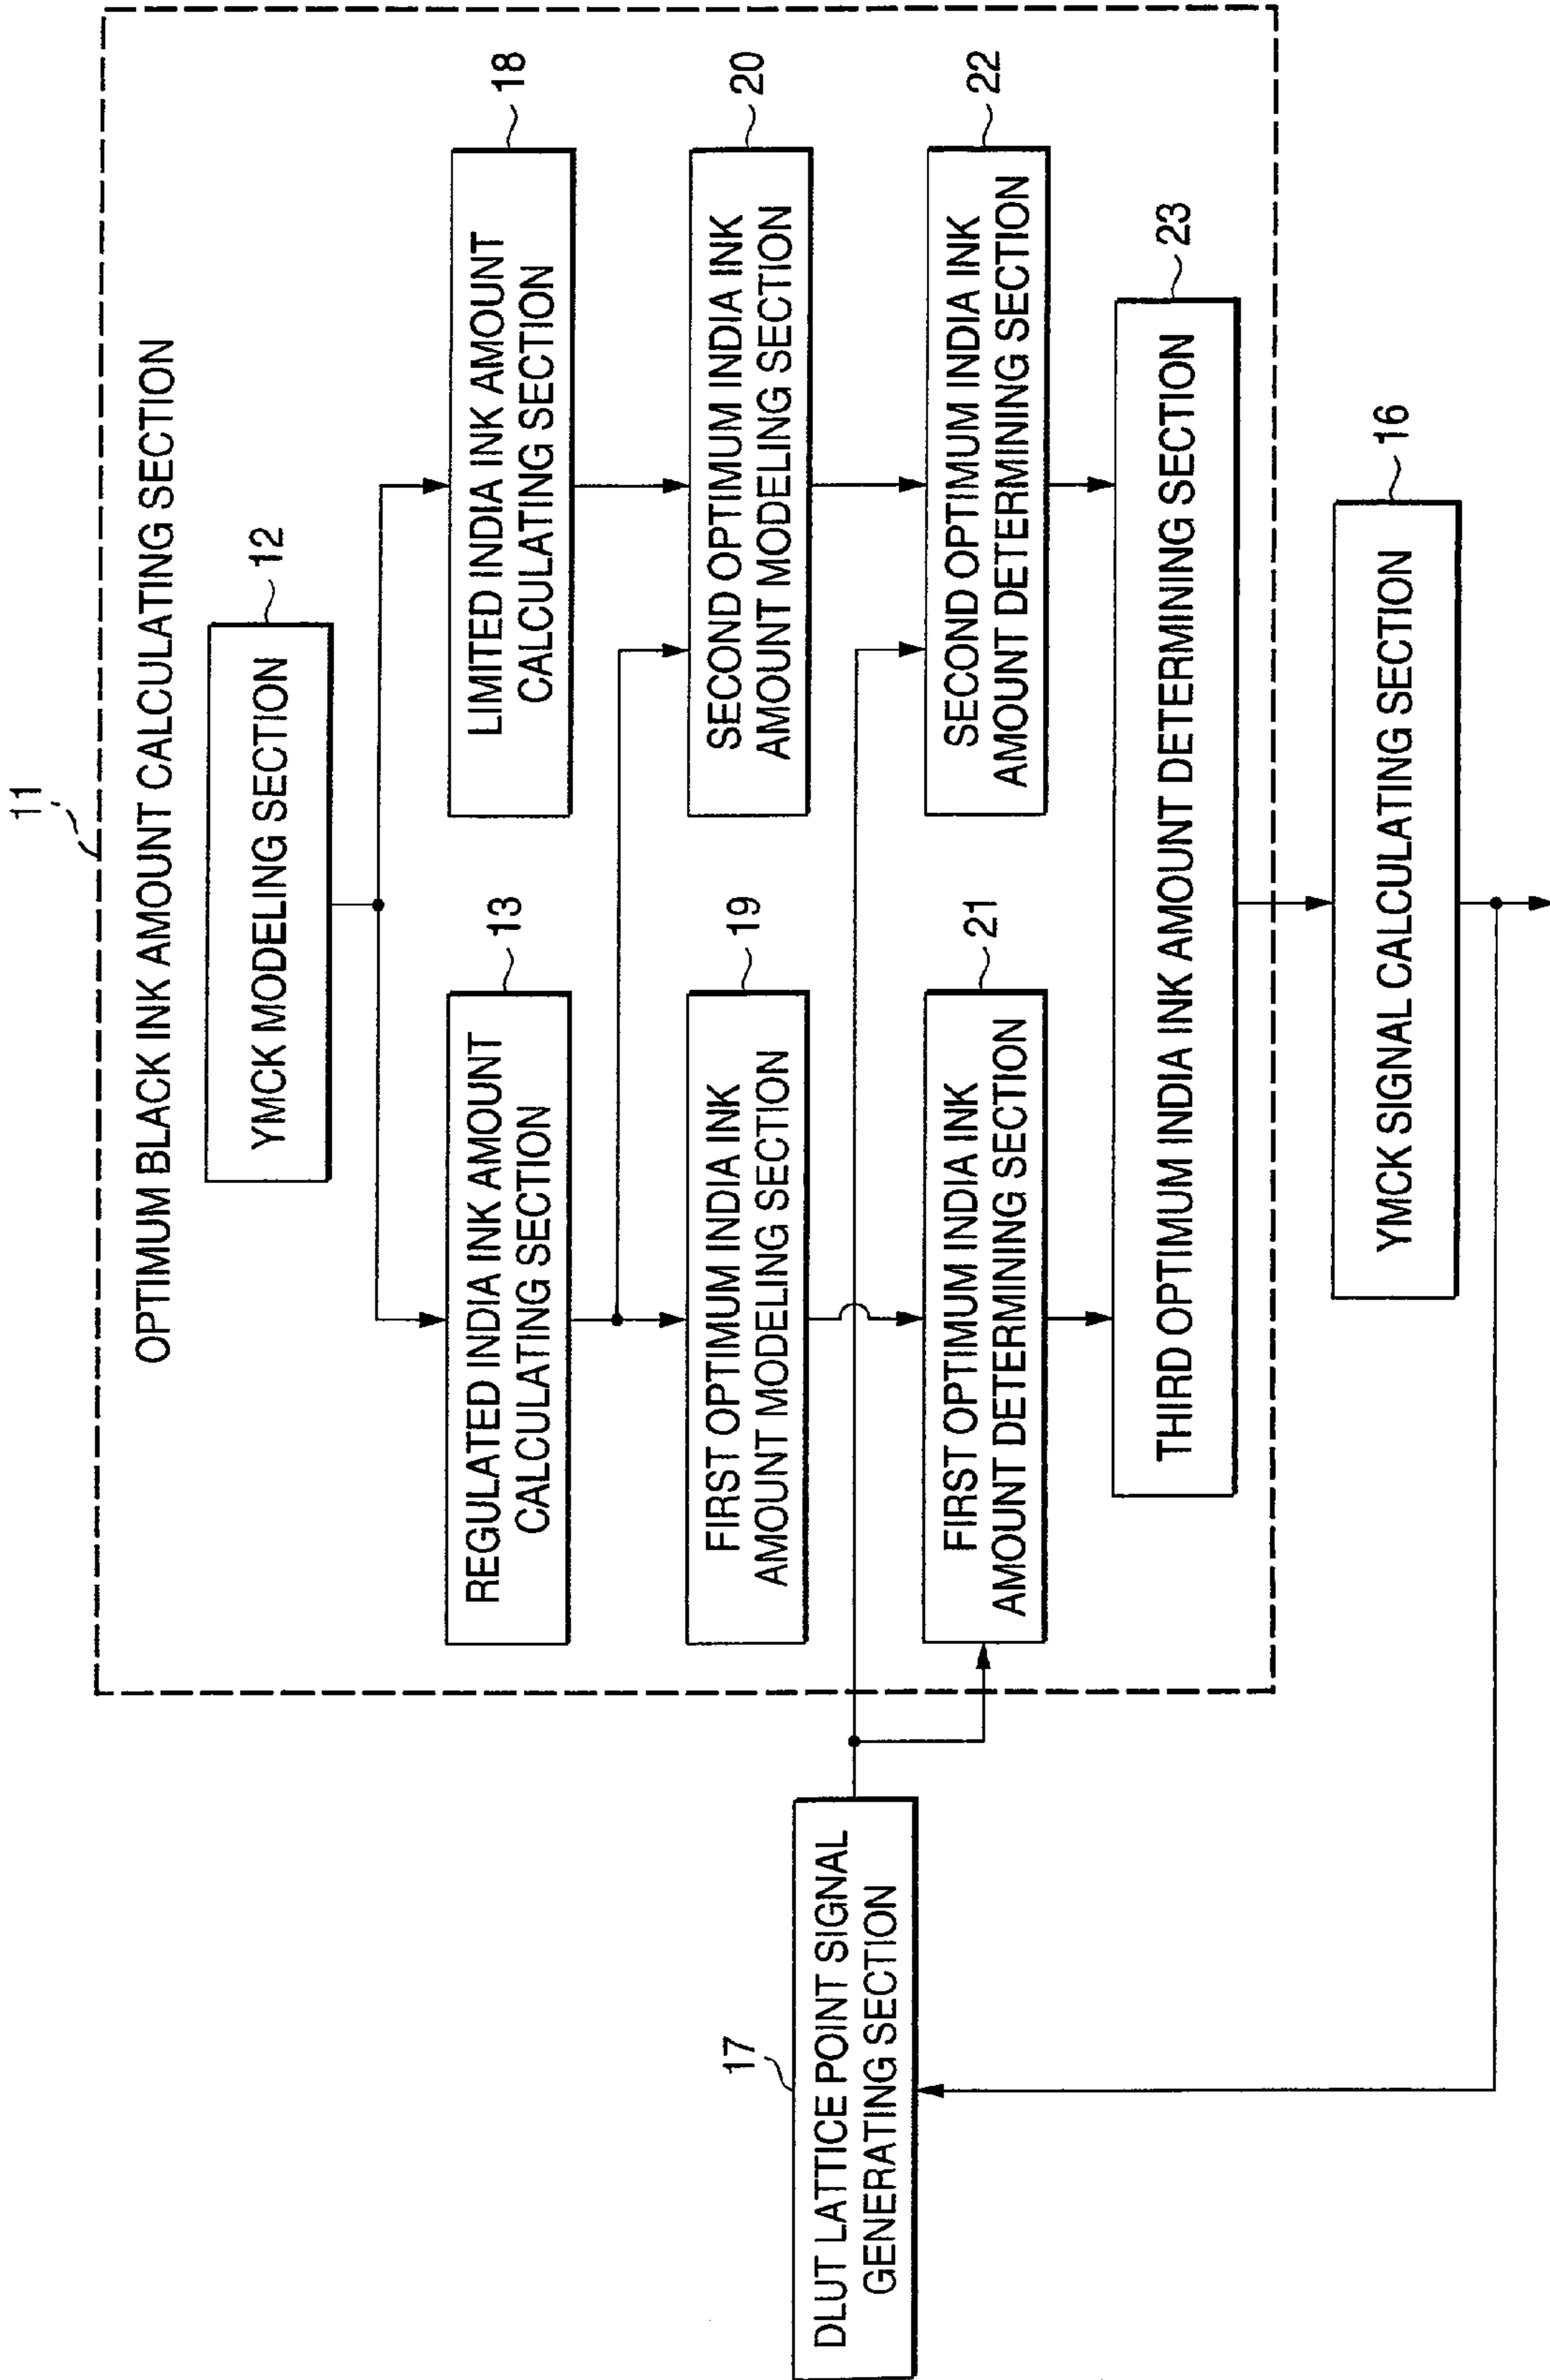 11
OPTIMUM BLACK INK AMOUNT CALCULATING SECTION
12
YMCK MODELING SECTION
13
REGULATED INDIA INK AMOUNT
CALCULATING SECTION
18
LIMITED INDIA INK AMOUNT
CALCULATING SECTION
19
FIRST OPTIMUM INDIA INK
AMOUNT MODELING SECTION
20
SECOND OPTIMUM INDIA INK
AMOUNT MODELING SECTION
17
DLUT LATTICE POINT SIGNAL
GENERATING SECTION
21
FIRST OPTIMUM INDIA INK
AMOUNT DETERMINING SECTION
22
SECOND OPTIMUM INDIA INK
AMOUNT DETERMINING SECTION
23
THIRD OPTIMUM INDIA INK AMOUNT DETERMINING SECTION
16
YMCK SIGNAL CALCULATING SECTION